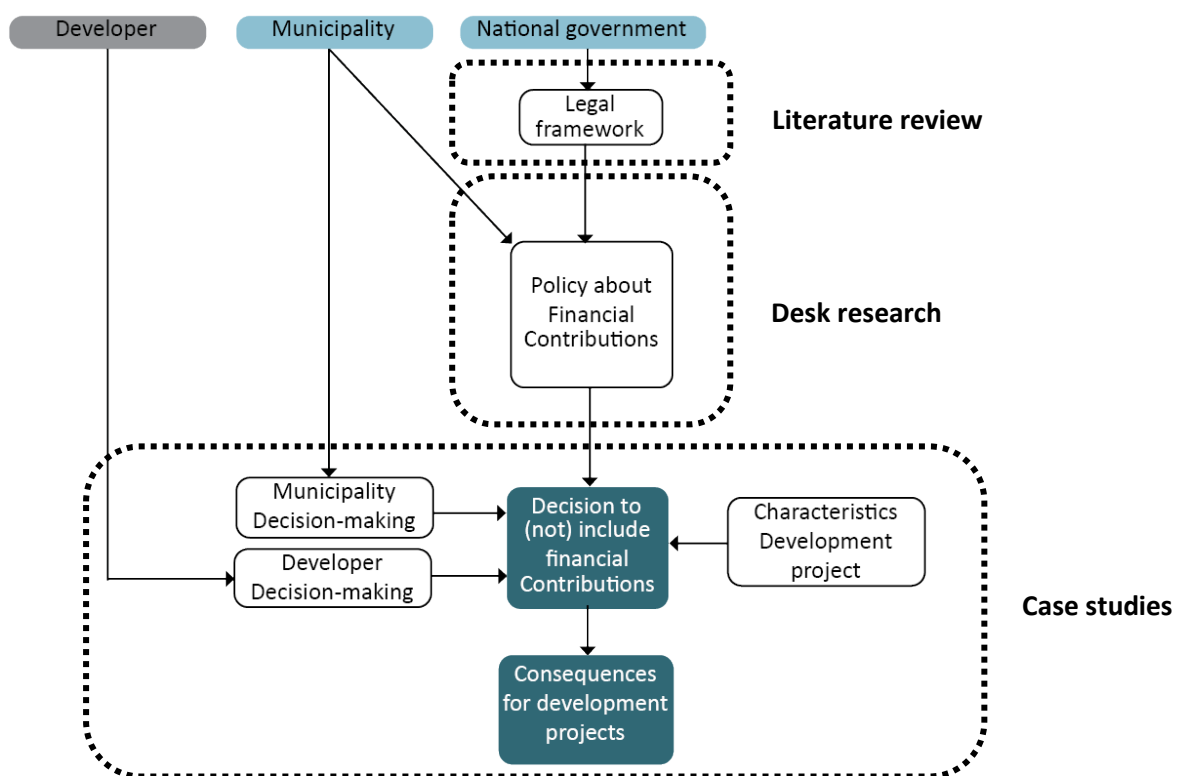 Developer
Municipality
National government
Legal
framework
Literature review
Policy about
Financial
Contributions
Desk research
Municipality
Decision-making
Developer
Decision-making
Decision to
(not) include
financial
Contributions
Characteristics
Development
project
Case studies
Consequences
for development
projects